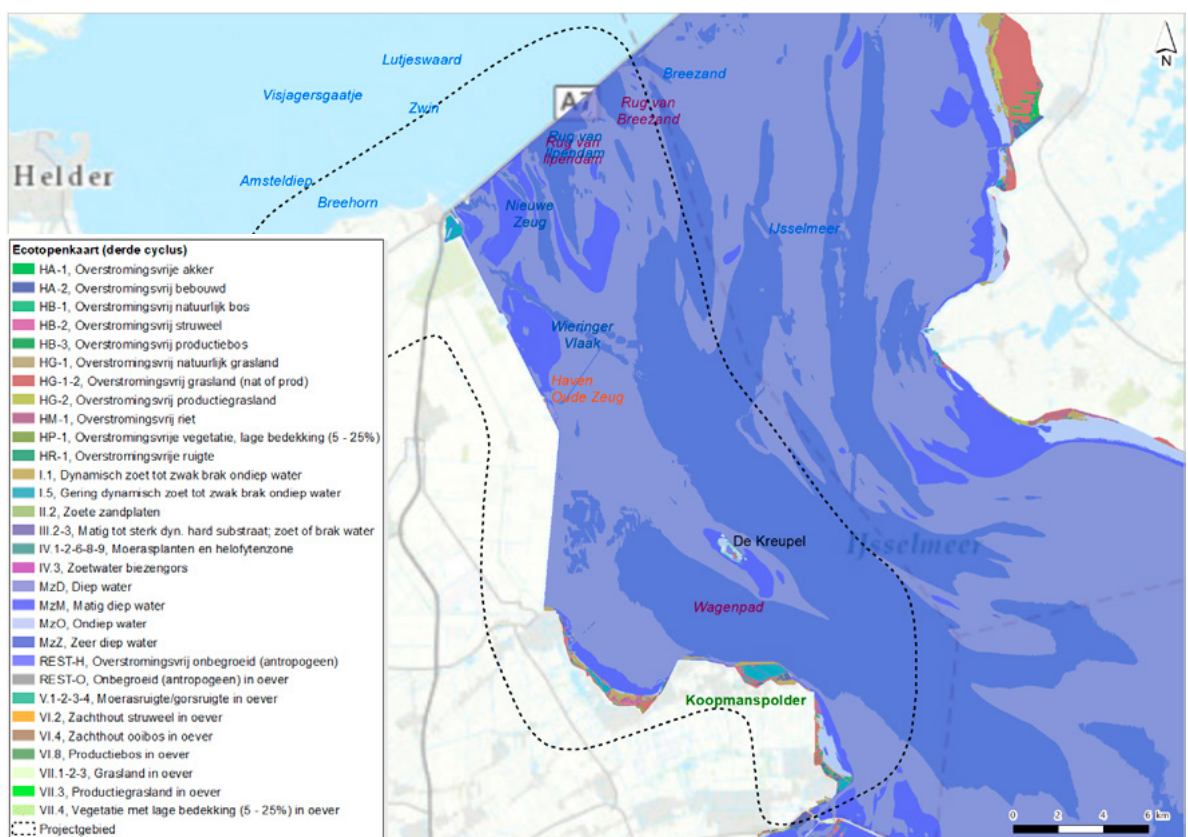 N
Lutjeswaard
Breezand
Visjagersgaatje
Zwin
A7
Rug van
Breezand
Rug van
Ilpendam
Rug van
Ilpendam
Helder
Amsteldiep
Breehorn
Nieuwe
Zeug
IJsselmeer
Wieringer
Vlaak
Haven
Oude Zeug
De Kreupel
IJsselmeer
Wagenpad
Koopmanspolder
Ecotopenkaart (derde cyclus)
HA-1, Overstromingsvrije akker
HA-2, Overstromingsvrij bebouwd
HB-1, Overstromingsvrij natuurlijk bos
HB-2, Overstromingsvrij struweel
HB-3, Overstromingsvrij productiebos
HG-1, Overstromingsvrij natuurlijk grasland
HG-1-2, Overstromingsvrij grasland (nat of prod)
HG-2, Overstromingsvrij productiegrasland
HM-1, Overstromingsvrij riet
HP-1, Overstromingsvrije vegetatie, lage bedekking (5 - 25%)
HR-1, Overstromingsvrije ruigte
I.1, Dynamisch zoet tot zwak brak ondiep water
I.5, Gering dynamisch zoet tot zwak brak ondiep water
II.2, Zoete zandplaten
III.2-3, Matig tot sterk dyn. hard substraat; zoet of brak water
IV.1-2-6-8-9, Moerasplanten en helofytenzone
IV.3, Zoetwater biezengors
MzD, Diep water
MzM, Matig diep water
MzO, Ondiep water
MzZ, Zeer diep water
REST-H, Overstromingsvrij onbegroeid (antropogeen)
REST-O, Onbegroeid (antropogeen) in oever
V.1-2-3-4, Moerasruigte/gorsruigte in oever
VI.2, Zachthout struweel in oever
VI.4, Zachthout ooibos in oever
VI.8, Productiebos in oever
VII.1-2-3, Grasland in oever
VII.3, Productiegrasland in oever
VII.4, Vegetatie met lage bedekking (5 - 25%) in oever
Projectgebied
0 2 4 6 km